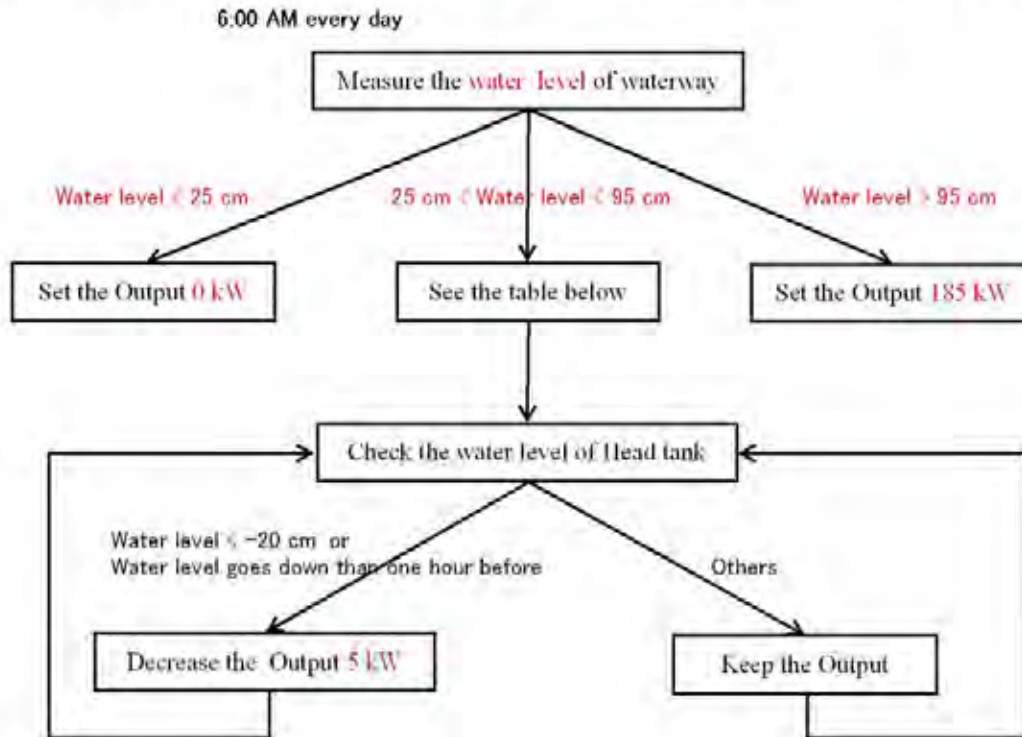 6:00 AM every day
Measure the water level of waterway
Water level < 25 cm
25 cm < Water level < 95 cm
Water level > 95 cm
Set the Output 0 kW
See the table below
Set the Output 185 kW
Check the water level of Head tank
Water level < -20 cm or
Water level goes down than one hour before
Others
Decrease the Output 5 kW
Keep the Output